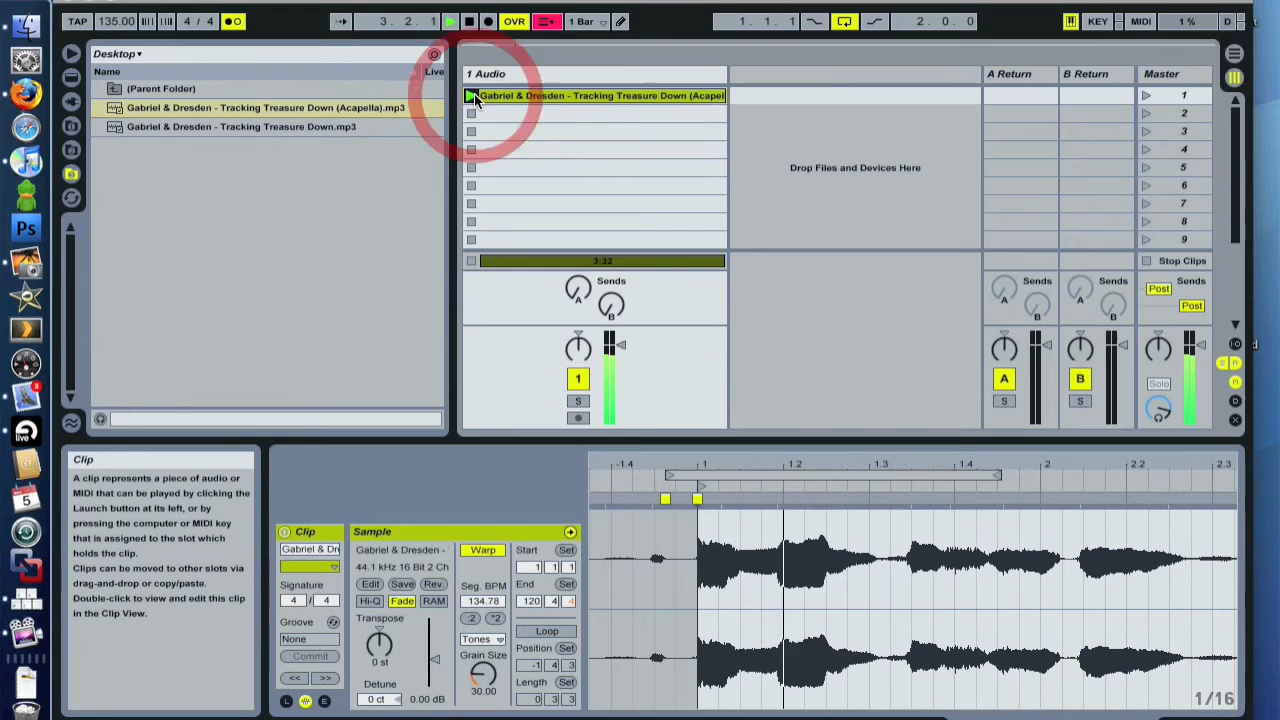 TAP 135.00 4 / 4 3. 2. 1 OVR 1 Bar 1. 1. 1 2. 0. 0 KEY MIDI 1 % D
Desktop
Name Live
(Parent Folder)
Gabriel & Dresden - Tracking Treasure Down (Acapella).mp3
Gabriel & Dresden - Tracking Treasure Down.mp3
1 Audio A Return B Return Master
Gabriel & Dresden - Tracking Treasure Down (Acapel 1
2
3
4
Drop Files and Devices Here
5
6
7
8
9
3:32 Stop Clips
Sends Sends Sends Sends
A B A B A B Post Post
1 A B Solo
S S S
Clip
A clip represents a piece of audio or
MIDI that can be played by clicking the
Launch button at its left, or by
pressing the computer or MIDI key
that is assigned to the slot which
holds the clip.
Clips can be moved to other slots via
drag-and-drop or copy/paste.
Double-click to view and edit this clip
in the Clip View.
Clip
Gabriel & Dr
Signature
4 / 4
Groove
None
Commit
<< >>
L E
Sample
Gabriel & Dresden -
44.1 kHz 16 Bit 2 Ch
Edit Save Rev.
Hi-Q Fade RAM
Transpose
0 st
Detune
0 ct 0.00 dB
Warp
Seg. BPM
134.78
:2 *2
Tones
Grain Size
30.00
Start Set
1 1 1
End Set
120 4 4
Loop
Position Set
-1 4 3
Length Set
0 3 3
-1.4 1 1.2 1.3 1.4 2 2.2 2.3
1/16
Ps
live
MAR
5
3